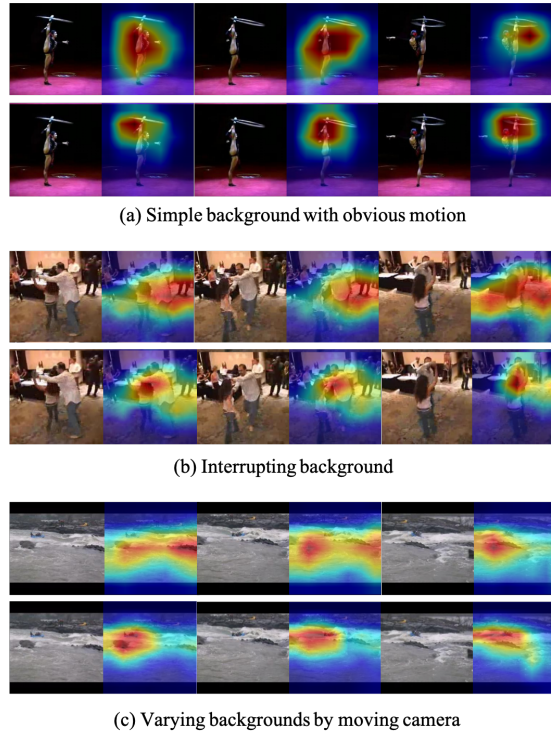 (a) Simple background with obvious motion
(b) Interrupting background
(c) Varying backgrounds by moving camera